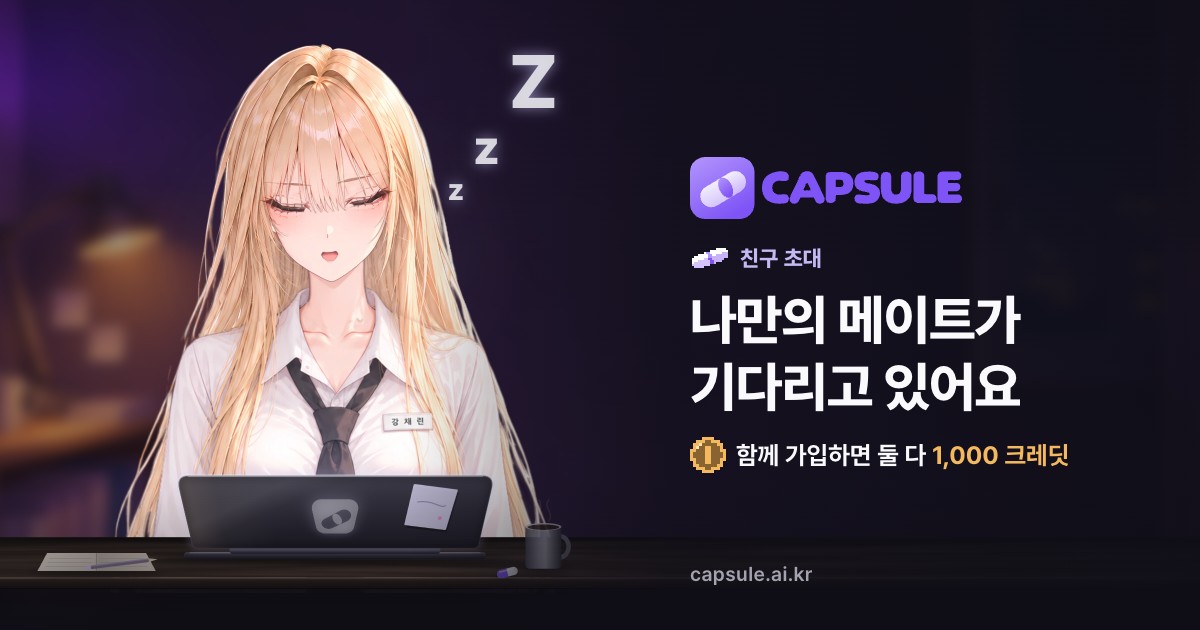 Z
z
z
CAPSULE
친구 초대
나만의 메이트가
기다리고 있어요
강채린
함께 가입하면 둘 다 1,000 크레딧
capsule.ai.kr